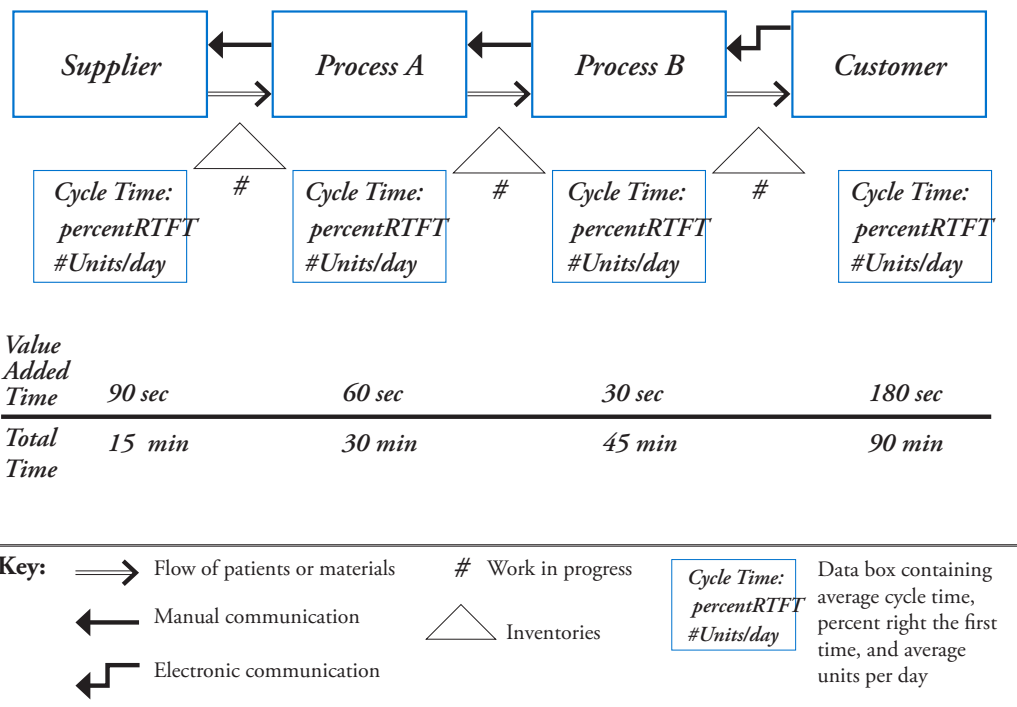 Supplier
Process A
Process B
Customer
#
#
#
Cycle Time:
percentRTFT
#Units/day
Cycle Time:
percentRTFT
#Units/day
Cycle Time:
percentRTFT
#Units/day
Cycle Time:
percentRTFT
#Units/day
Value
Added
Time
90 sec
60 sec
30 sec
180 sec
Total
Time
15 min
30 min
45 min
90 min
Key:
Flow of patients or materials
Manual communication
Electronic communication
# Work in progress
Inventories
Cycle Time:
percentRTFT
#Units/day
Data box containing
average cycle time,
percent right the first
time, and average
units per day